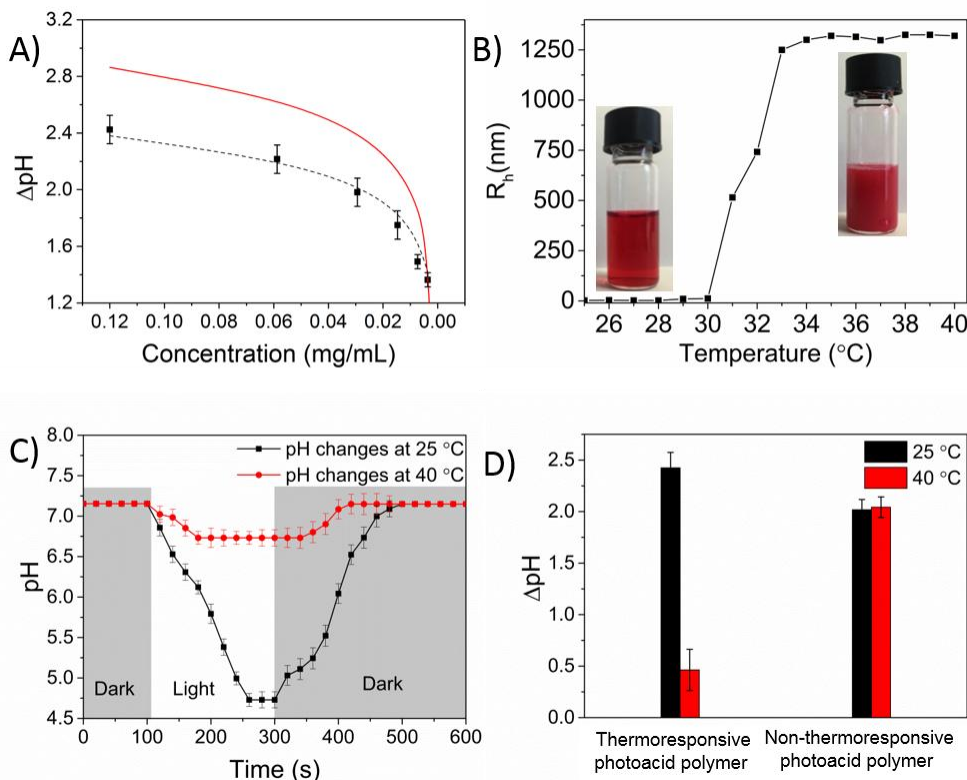 A)
3.2
2.8
2.4
2.0
1.6
1.2
ΔpH
0.12 0.10 0.08 0.06 0.04 0.02 0.00
Concentration (mg/mL)
B)
1250
1000
750
500
250
0
Rh(nm)
26 28 30 32 34 36 38 40
Temperature (°C)
C)
8.0
7.5
7.0
6.5
6.0
5.5
5.0
4.5
pH
pH changes at 25 °C
pH changes at 40 °C
Dark
Light
Dark
0 100 200 300 400 500 600
Time (s)
D)
2.5
2.0
1.5
1.0
0.5
0.0
ΔpH
25 °C
40 °C
Thermoresponsive
photoacid polymer
Non-thermoresponsive
photoacid polymer